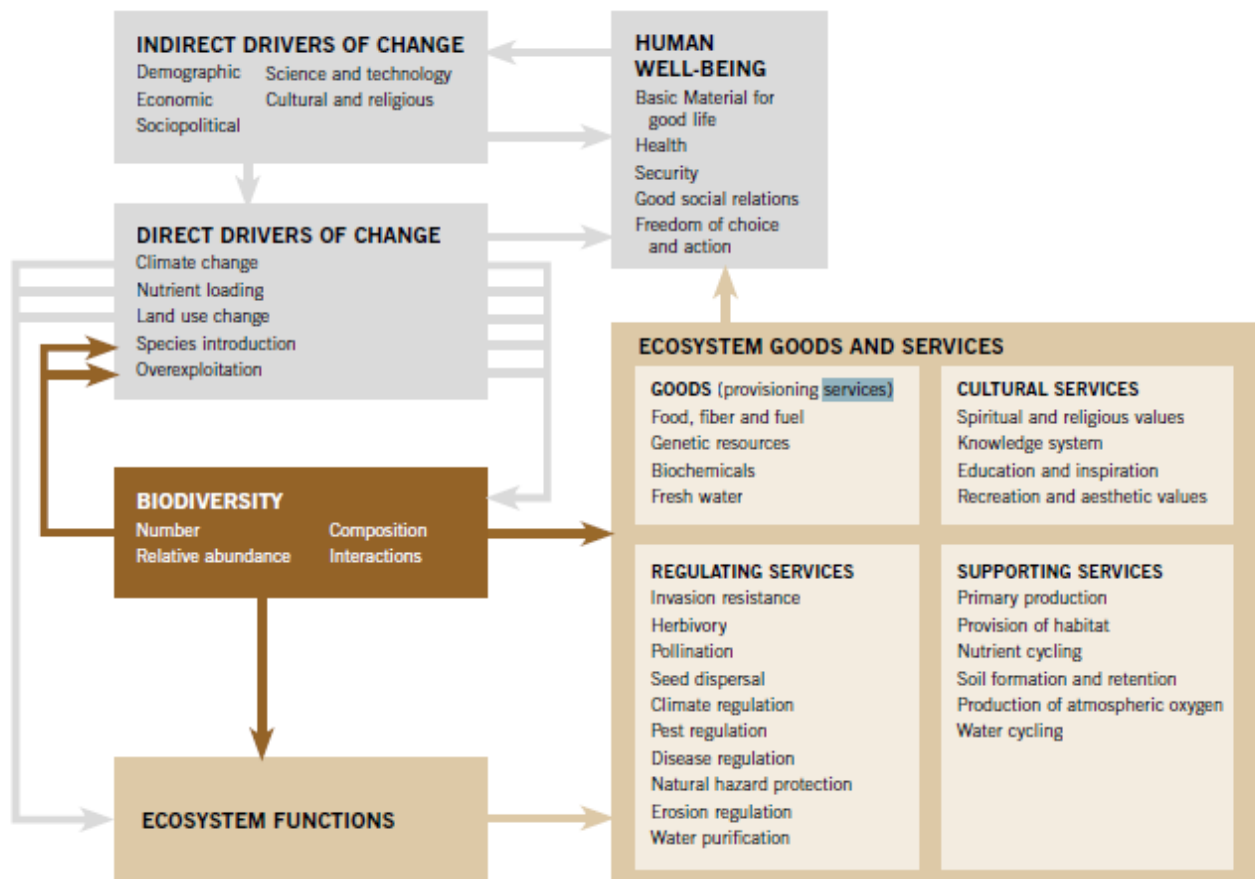 INDIRECT DRIVERS OF CHANGE
Demographic Science and technology
Economic Cultural and religious
Sociopolitical
HUMAN
WELL-BEING
Basic Material for
good life
Health
Security
Good social relations
Freedom of choice
and action
DIRECT DRIVERS OF CHANGE
Climate change
Nutrient loading
Land use change
Species introduction
Overexploitation
BIODIVERSITY
Number Composition
Relative abundance Interactions
ECOSYSTEM FUNCTIONS
ECOSYSTEM GOODS AND SERVICES
GOODS (provisioning services)
Food, fiber and fuel
Genetic resources
Biochemicals
Fresh water
CULTURAL SERVICES
Spiritual and religious values
Knowledge system
Education and inspiration
Recreation and aesthetic values
REGULATING SERVICES
Invasion resistance
Herbivory
Pollination
Seed dispersal
Climate regulation
Pest regulation
Disease regulation
Natural hazard protection
Erosion regulation
Water purification
SUPPORTING SERVICES
Primary production
Provision of habitat
Nutrient cycling
Soil formation and retention
Production of atmospheric oxygen
Water cycling